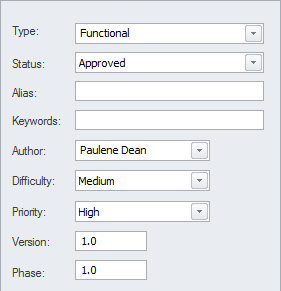 Type: Functional
Status: Approved
Alias:
Keywords:
Author: Paulene Dean
Difficulty: Medium
Priority: High
Version: 1.0
Phase: 1.0